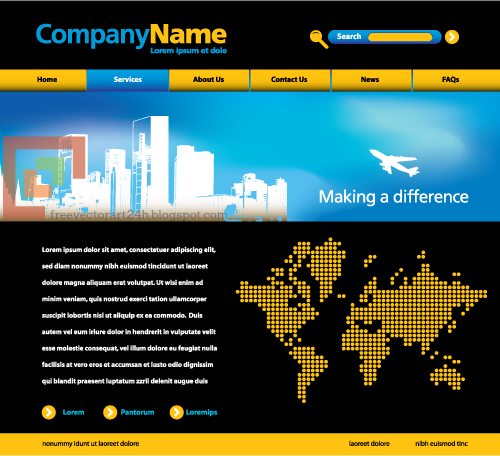 CompanyName
Lorem ipsum et dole
Search
Home Services About Us Contact Us News FAQs
Making a difference
freevectorart24h.blogspot.com
Lorem ipsum dolor sit amet, consectetuer adipiscing elit,
sed diam nonummy nibh euismod tincidunt ut laoreet
dolore magna aliquam erat volutpat. Ut wisi enim ad
minim veniam, quis nostrud exerci tation ullamcorper
suscipit lobortis nisl ut aliquip ex ea commodo. Duis
autem vel eum iriure dolor in hendrerit in vulputate velit
esse molestie consequat, vel illum dolore eu feugiat nulla
facilisis at vero eros et accumsan et iusto odio dignissim
qui blandit praesent luptatum zzril delenit augue duis
Lorem Pantorum Loremips
nonummy idunt ut laoreet dolore laoreet dolore nibh euismod tinc